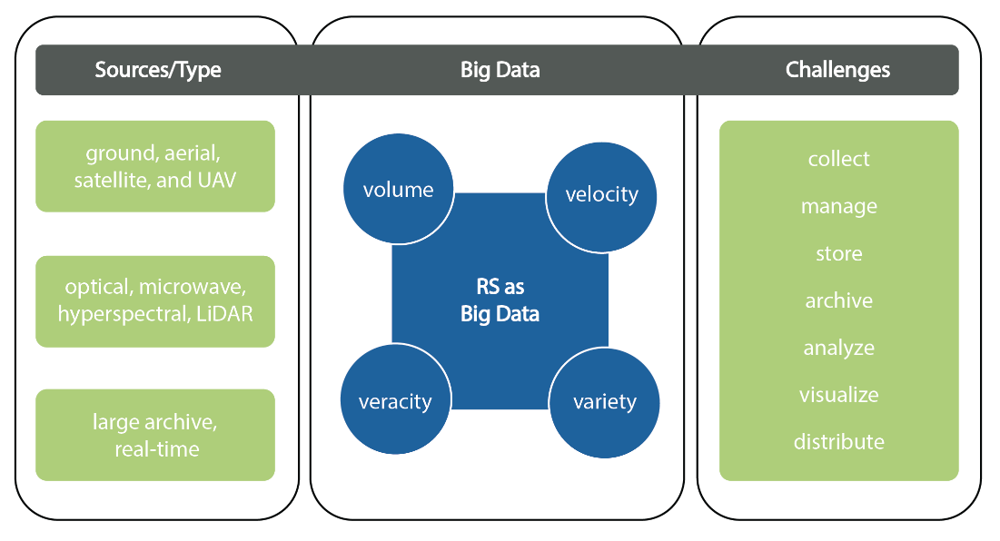 Sources/Type
Big Data
Challenges
ground, aerial,
satellite, and UAV
optical, microwave,
hyperspectral, LiDAR
large archive,
real-time
volume
velocity
RS as
Big Data
veracity
variety
collect
manage
store
archive
analyze
visualize
distribute